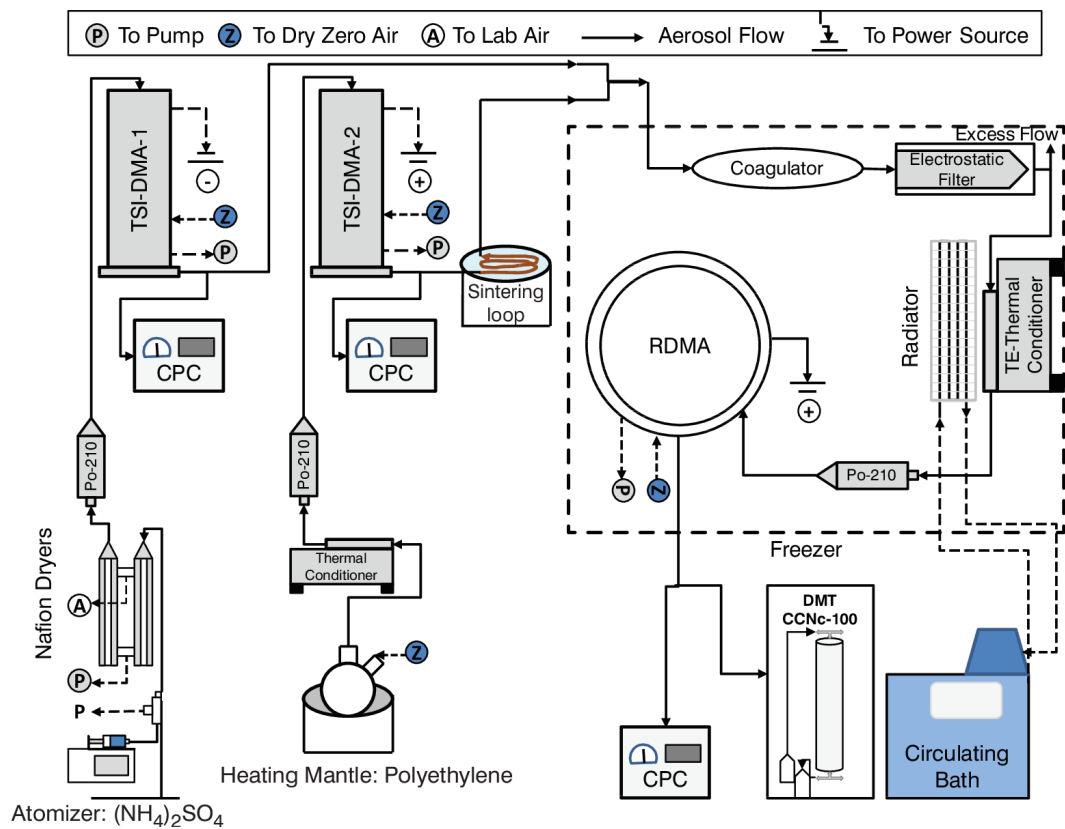 P To Pump Z To Dry Zero Air A To Lab Air Aerosol Flow To Power Source
TSI-DMA-1
-
Z
P
CPC
Po-210
Nafion Dryers
A
P
P
Atomizer: (NH4)2SO4
TSI-DMA-2
+
Z
P
CPC
Sintering
loop
Po-210
Thermal
Conditioner
Z
Heating Mantle: Polyethylene
Coagulator
Electrostatic
Filter
Excess Flow
Radiator
TE-Thermal
Conditioner
RDMA
+
P
Z
Po-210
Freezer
CPC
DMT
CCNc-100
Circulating
Bath